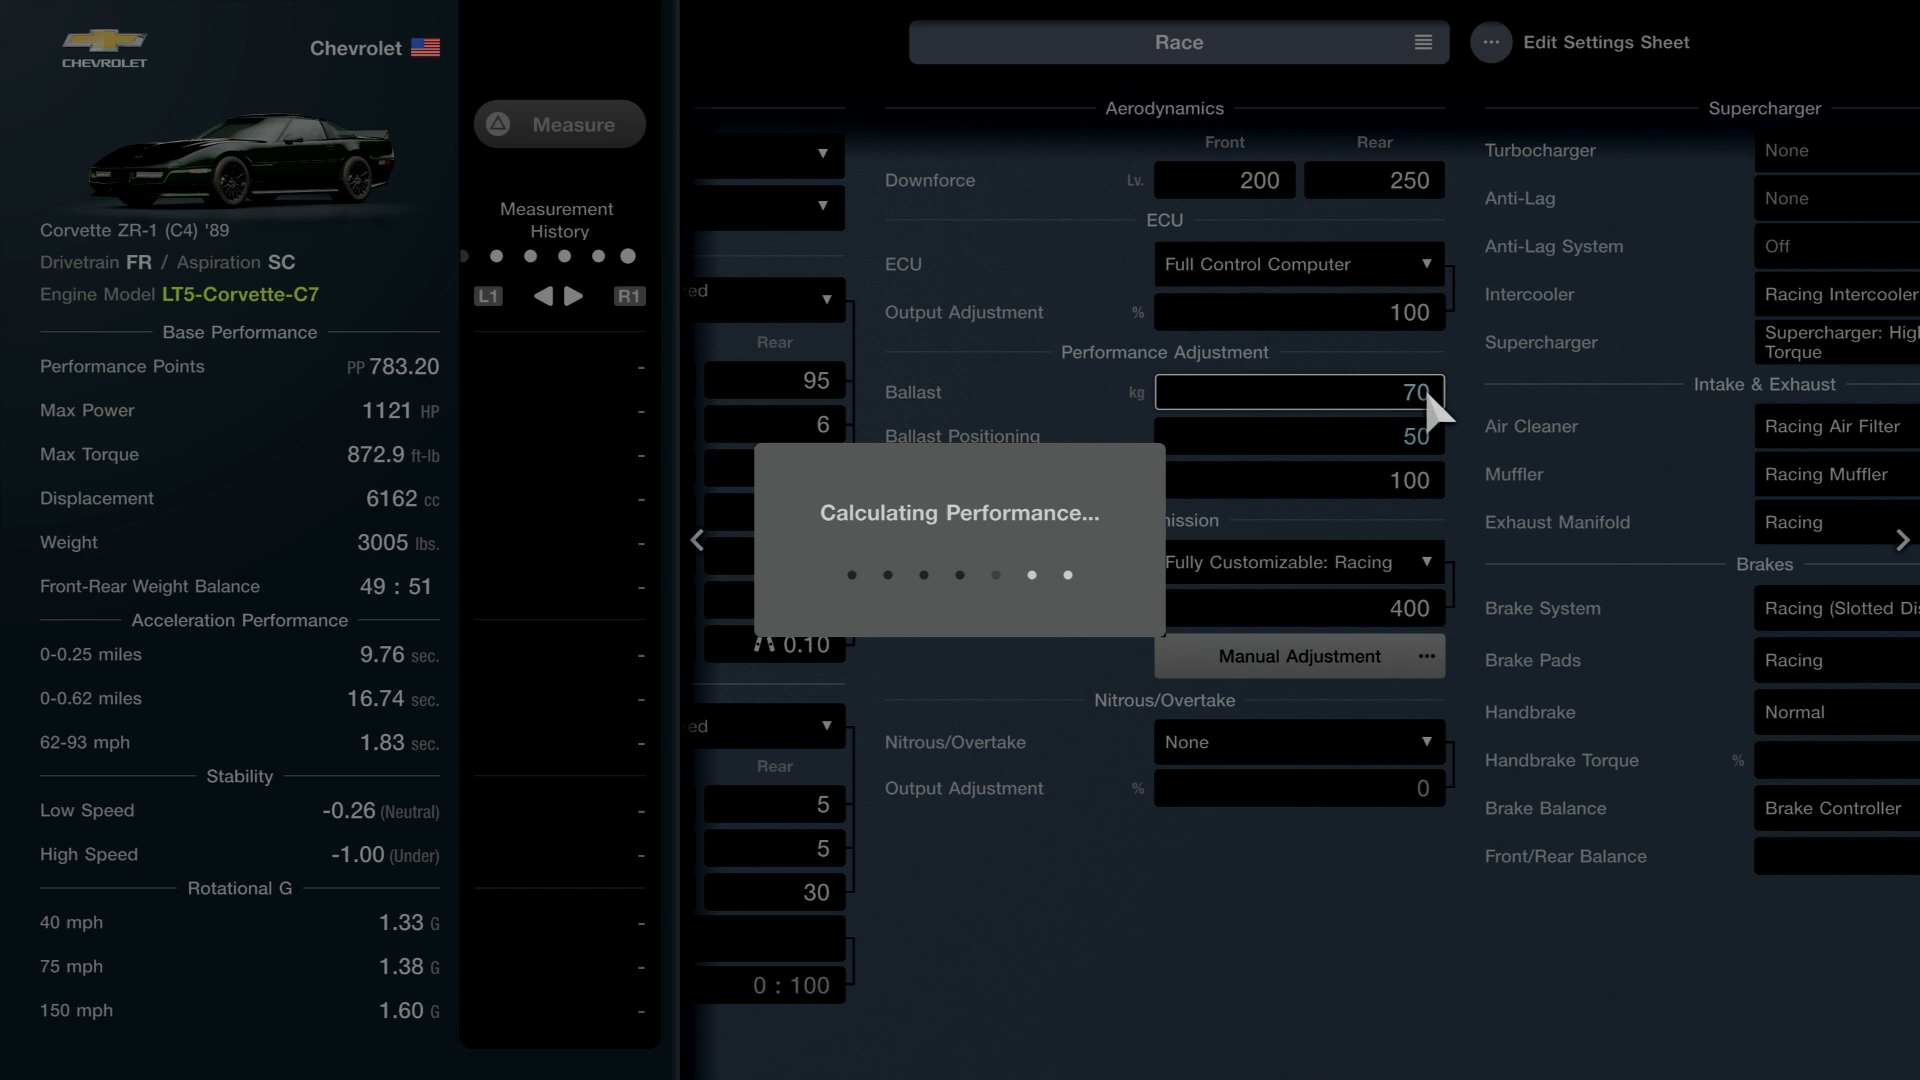 CHEVROLET
Chevrolet
Corvette ZR-1 (C4) '89
Drivetrain FR / Aspiration SC
Engine Model LT5-Corvette-C7
Base Performance
Performance Points PP 783.20
Max Power 1121 HP
Max Torque 872.9 ft-lb
Displacement 6162 cc
Weight 3005 lbs.
Front-Rear Weight Balance 49 : 51
Acceleration Performance
0-0.25 miles 9.76 sec.
0-0.62 miles 16.74 sec.
62-93 mph 1.83 sec.
Stability
Low Speed -0.26 (Neutral)
High Speed -1.00 (Under)
Rotational G
40 mph 1.33 G
75 mph 1.38 G
150 mph 1.60 G
Measure
Measurement
History
L1 R1
-
-
-
-
-
-
-
-
-
-
-
-
-
-
Race
Edit Settings Sheet
Rear
95
6
0.10
Rear
5
5
30
0 : 100
Aerodynamics
Front Rear
Downforce Lv. 200 250
ECU
ECU Full Control Computer
Output Adjustment % 100
Performance Adjustment
Ballast kg 70
Ballast Positioning 50
100
Fully Customizable: Racing
400
Manual Adjustment ...
Nitrous/Overtake
Nitrous/Overtake None
Output Adjustment % 0
Calculating Performance...
Supercharger
Turbocharger None
Anti-Lag None
Anti-Lag System Off
Intercooler Racing Intercooler
Supercharger Supercharger: High
Torque
Intake & Exhaust
Air Cleaner Racing Air Filter
Muffler Racing Muffler
Exhaust Manifold Racing
Brakes
Brake System Racing (Slotted Dis
Brake Pads Racing
Handbrake Normal
Handbrake Torque %
Brake Balance Brake Controller
Front/Rear Balance